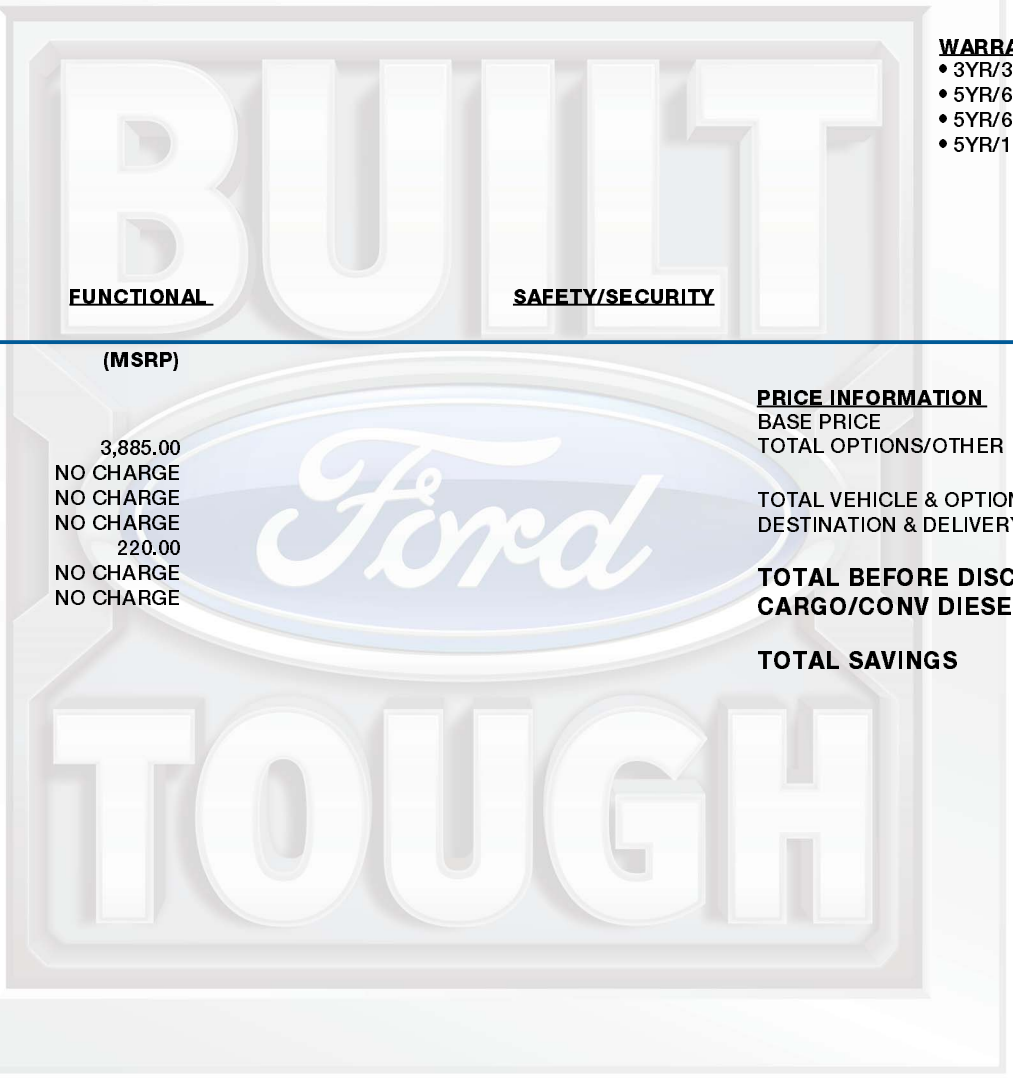 BUILT
WARRA
• 3YR/3
• 5YR/6
• 5YR/6
• 5YR/1
FUNCTIONAL
SAFETY/SECURITY
(MSRP)
3,885.00
NO CHARGE
NO CHARGE
NO CHARGE
220.00
NO CHARGE
NO CHARGE
Ford
PRICE INFORMATION
BASE PRICE
TOTAL OPTIONS/OTHER
TOTAL VEHICLE & OPTION
DESTINATION & DELIVERY
TOTAL BEFORE DISC
CARGO/CONV DIESE
TOTAL SAVINGS
TOUGH